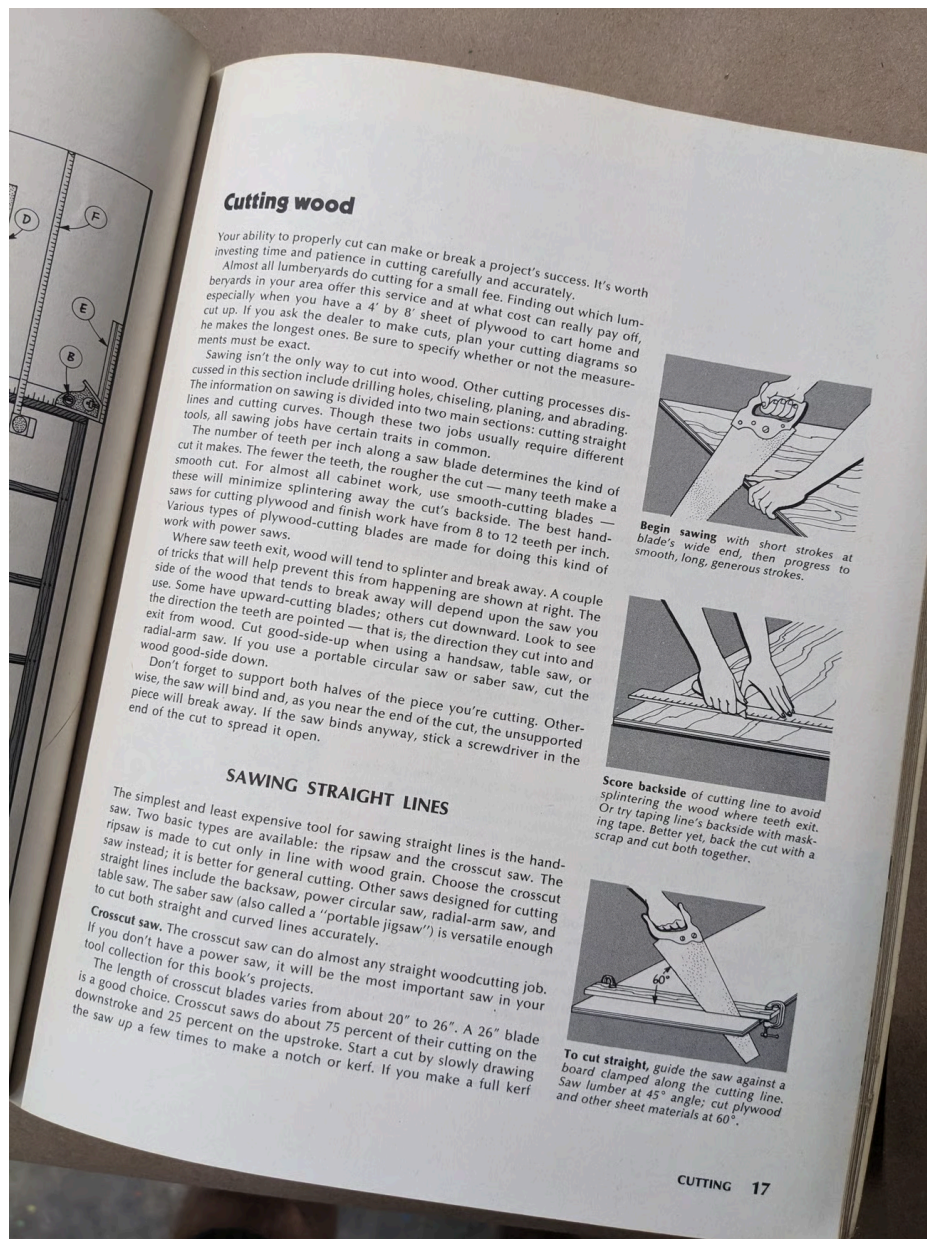 D
F
E
B
Cutting wood
Your ability to properly cut can make or break a project's success. It's worth
investing time and patience in cutting carefully and accurately.
Almost all lumberyards do cutting for a small fee. Finding out which lum-
beryards in your area offer this service and at what cost can really pay off,
especially when you have a 4' by 8' sheet of plywood to cart home and
cut up. If you ask the dealer to make cuts, plan your cutting diagrams so
he makes the longest ones. Be sure to specify whether or not the measure-
ments must be exact.
Sawing isn't the only way to cut into wood. Other cutting processes dis-
cussed in this section include drilling holes, chiseling, planing, and abrading.
The information on sawing is divided into two main sections: cutting straight
lines and cutting curves. Though these two jobs usually require different
tools, all sawing jobs have certain traits in common.
The number of teeth per inch along a saw blade determines the kind of
cut it makes. The fewer the teeth, the rougher the cut — many teeth make a
smooth cut. For almost all cabinet work, use smooth-cutting blades —
these will minimize splintering away the cut's backside. The best hand-
saws for cutting plywood and finish work have from 8 to 12 teeth per inch.
Various types of plywood-cutting blades are made for doing this kind of
work with power saws.
Where saw teeth exit, wood will tend to splinter and break away. A couple
of tricks that will help prevent this from happening are shown at right. The
side of the wood that tends to break away will depend upon the saw you
use. Some have upward-cutting blades; others cut downward. Look to see
the direction the teeth are pointed — that is, the direction they cut into and
exit from wood. Cut good-side-up when using a handsaw, table saw, or
radial-arm saw. If you use a portable circular saw or saber saw, cut the
wood good-side down.
Don't forget to support both halves of the piece you're cutting. Other-
wise, the saw will bind and, as you near the end of the cut, the unsupported
piece will break away. If the saw binds anyway, stick a screwdriver in the
end of the cut to spread it open.
SAWING STRAIGHT LINES
The simplest and least expensive tool for sawing straight lines is the hand-
saw. Two basic types are available: the ripsaw and the crosscut saw. The
ripsaw is made to cut only in line with wood grain. Choose the crosscut
saw instead; it is better for general cutting. Other saws designed for cutting
straight lines include the backsaw, power circular saw, radial-arm saw, and
table saw. The saber saw (also called a "portable jigsaw") is versatile enough
to cut both straight and curved lines accurately.
Crosscut saw. The crosscut saw can do almost any straight woodcutting job.
If you don't have a power saw, it will be the most important saw in your
tool collection for this book's projects.
The length of crosscut blades varies from about 20" to 26". A 26" blade
is a good choice. Crosscut saws do about 75 percent of their cutting on the
downstroke and 25 percent on the upstroke. Start a cut by slowly drawing
the saw up a few times to make a notch or kerf. If you make a full kerf
Begin sawing with short strokes at
blade's wide end, then progress to
smooth, long, generous strokes.
Score backside of cutting line to avoid
splintering the wood where teeth exit.
Or try taping line's backside with mask-
ing tape. Better yet, back the cut with a
scrap and cut both together.
60°
To cut straight, guide the saw against a
board clamped along the cutting line.
Saw lumber at 45° angle; cut plywood
and other sheet materials at 60°.
CUTTING 17